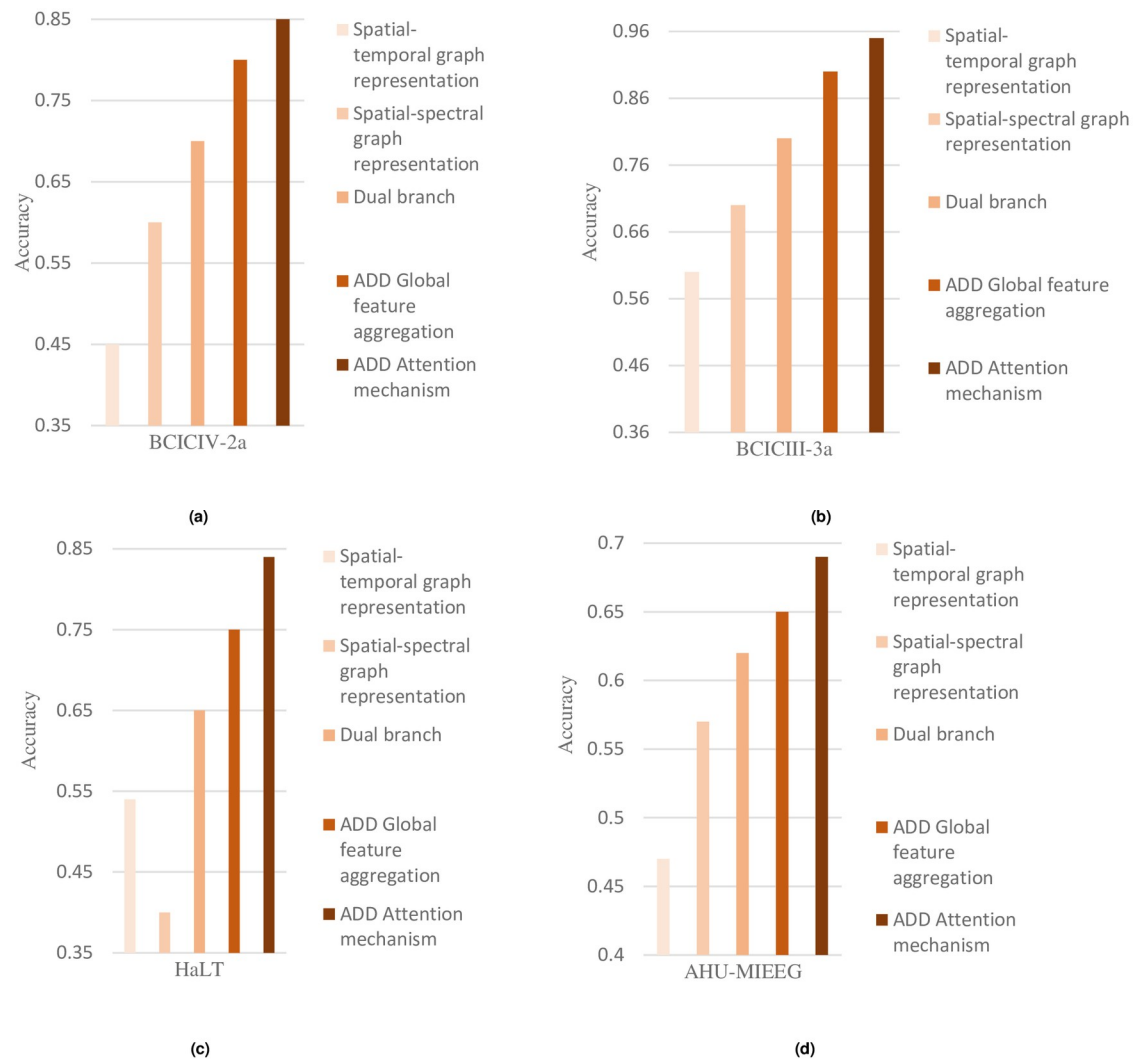 0.85
0.75
0.65
0.55
0.45
0.35
Accuracy
BCICIV-2a
Spatial-
temporal graph
representation
Spatial-spectral
graph
representation
Dual branch
ADD Global
feature
aggregation
ADD Attention
mechanism
(a)
0.96
0.86
0.76
0.66
0.56
0.46
0.36
Accuracy
BCICIII-3a
Spatial-
temporal graph
representation
Spatial-spectral graph
representation
Dual branch
ADD Global feature
aggregation
ADD Attention
mechanism
(b)
0.85
0.75
0.65
0.55
0.45
0.35
Accuracy
HaLT
Spatial-
temporal graph
representation
Spatial-spectral
graph
representation
Dual branch
ADD Global
feature
aggregation
ADD Attention
mechanism
(c)
0.7
0.65
0.6
0.55
0.5
0.45
0.4
Accuracy
AHU-MIEEG
Spatial-
temporal graph
representation
Spatial-spectral
graph
representation
Dual branch
ADD Global
feature
aggregation
ADD Attention
mechanism
(d)